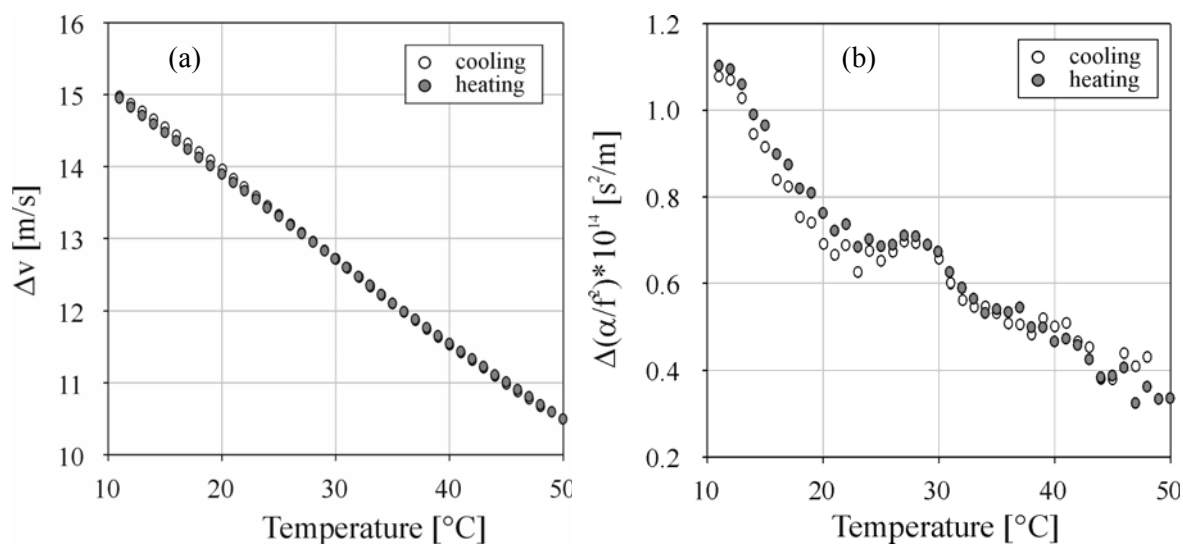 (a)
cooling
heating
Δv [m/s]
16
15
14
13
12
11
10
10 20 30 40 50
Temperature [°C]
(b)
cooling
heating
Δ(α/f²)*10¹⁴ [s²/m]
1.2
1.0
0.8
0.6
0.4
0.2
10 20 30 40 50
Temperature [°C]